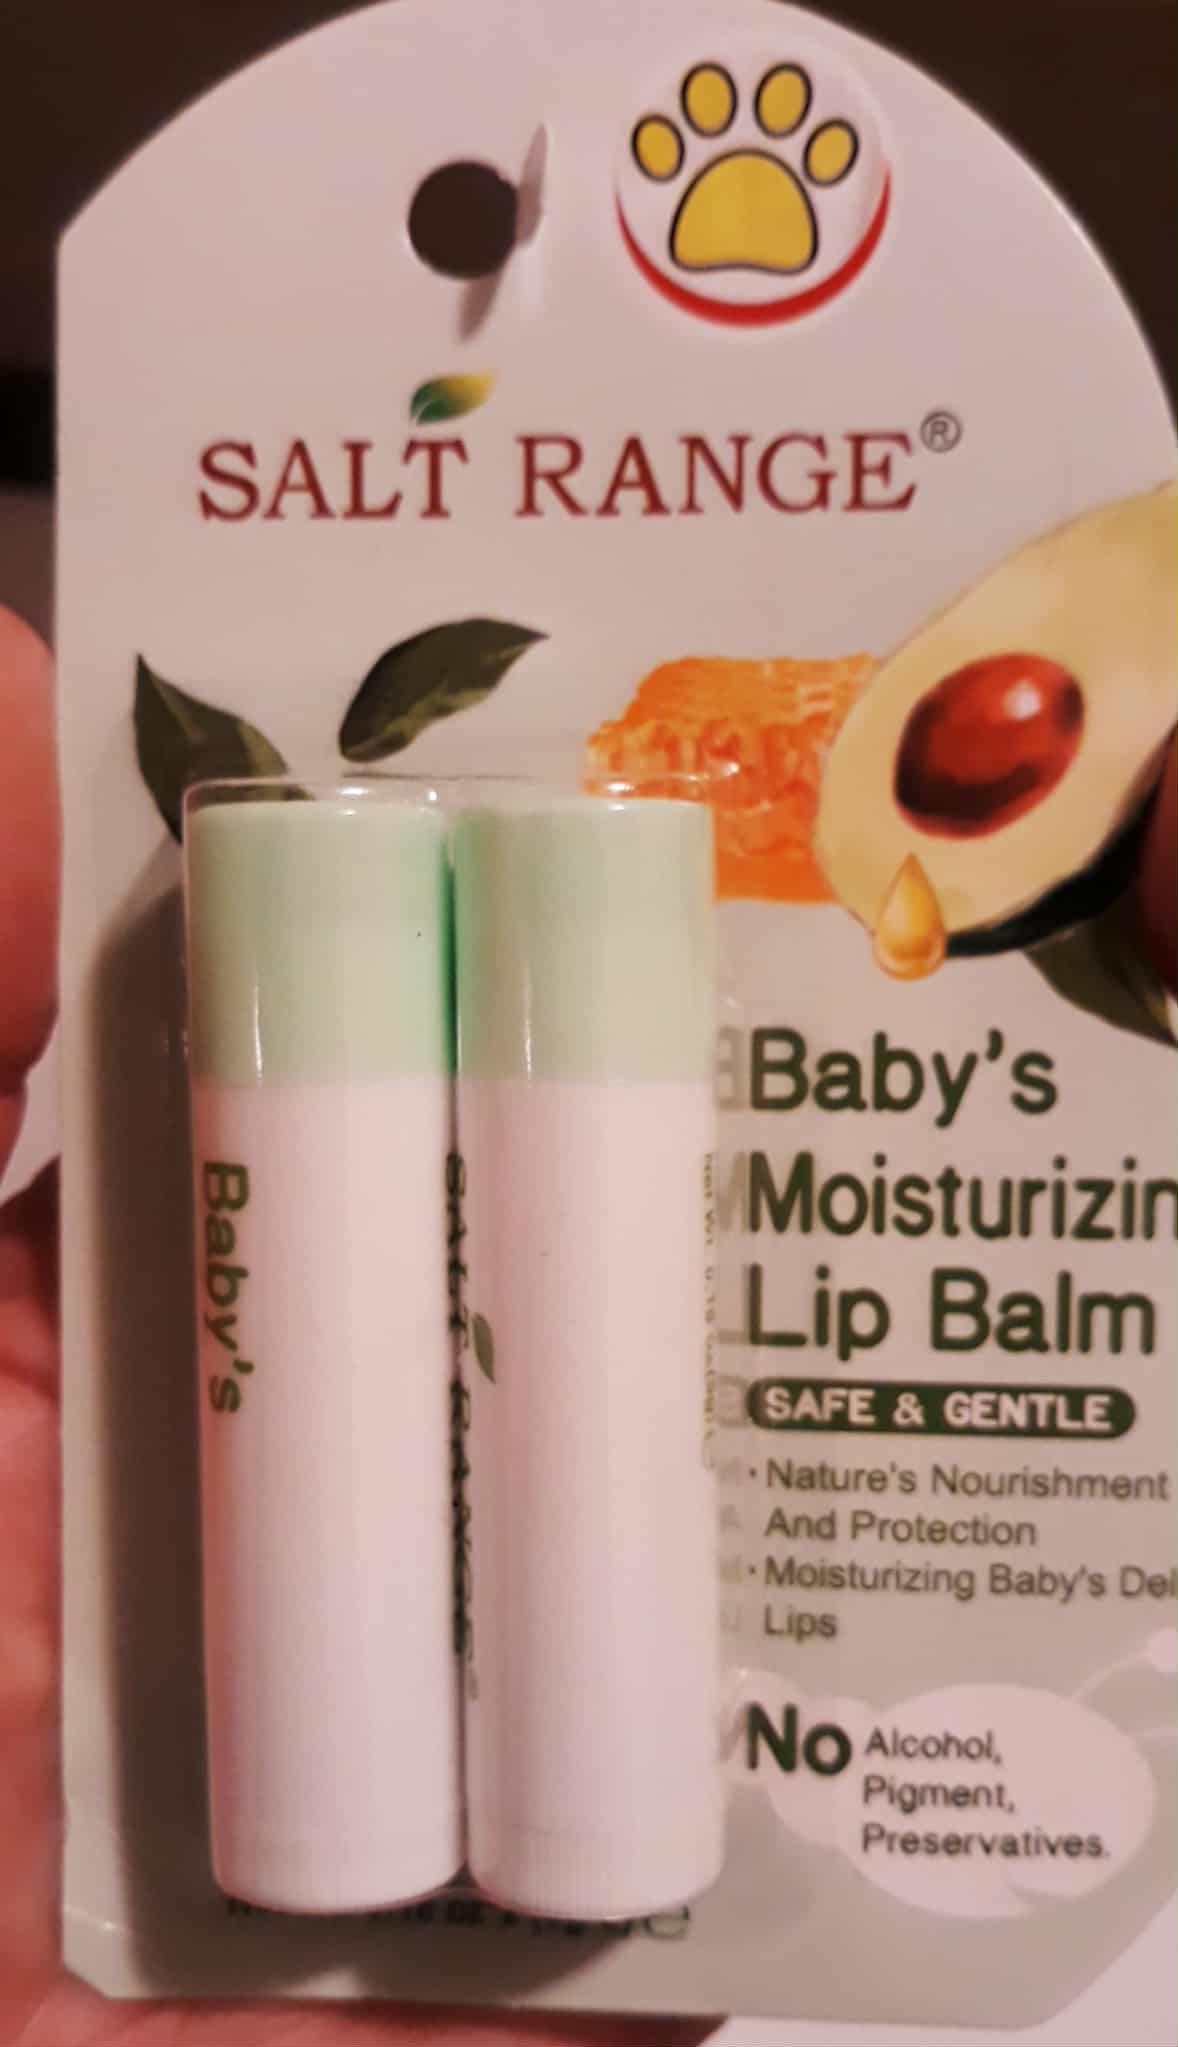 SALT RANGE®
Baby's
Moisturizin
Lip Balm
SAFE & GENTLE
· Nature's Nourishment
And Protection
· Moisturizing Baby's Del
Lips
No Alcohol,
Pigment,
Preservatives.
Baby's
SALT RANGE